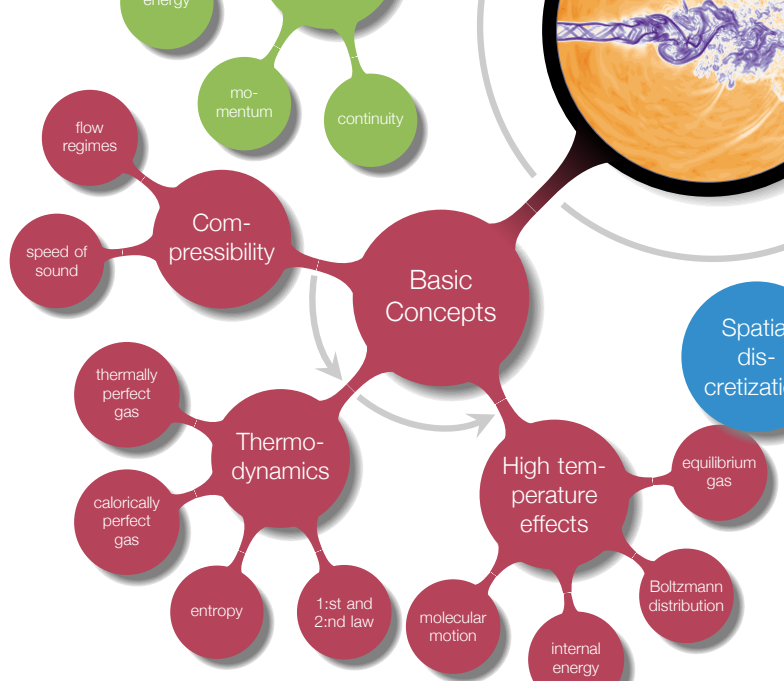 energy
mo-
mentum
continuity
flow
regimes
Com-
pressibility
speed of
sound
Basic
Concepts
thermally
perfect
gas
Thermo-
dynamics
calorically
perfect
gas
entropy
1:st and
2:nd law
High tem-
perature
effects
equilibrium
gas
Boltzmann
distribution
molecular
motion
internal
energy
Spatia
dis-
cretizati